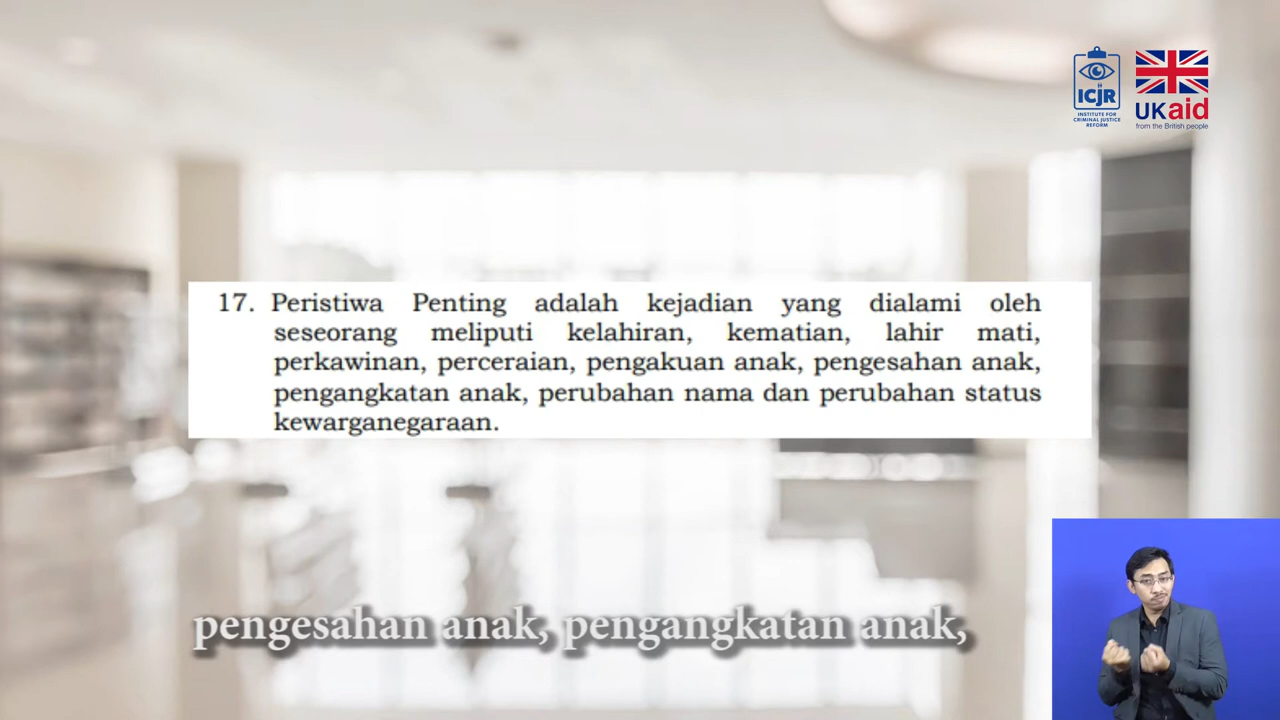 ICJR
INSTITUTE FOR
CRIMINAL JUSTICE
REFORM
UKaid
from the British people
17. Peristiwa Penting adalah kejadian yang dialami oleh
seseorang meliputi kelahiran, kematian, lahir mati,
perkawinan, perceraian, pengakuan anak, pengesahan anak,
pengangkatan anak, perubahan nama dan perubahan status
kewarganegaraan.
pengesahan anak, pengangkatan anak,